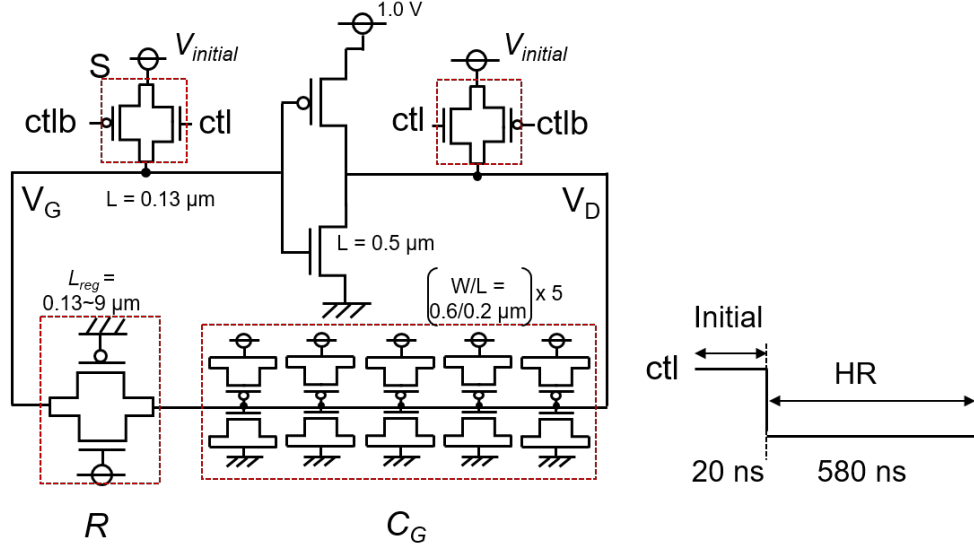 1.0 V
V_initial
V_initial
S
ctlb
ctl
ctl
ctlb
V_G
L = 0.13 µm
V_D
L = 0.5 µm
L_reg =
0.13~9 µm
W/L =
0.6/0.2 µm
x 5
Initial
ctl
HR
20 ns
580 ns
R
C_G